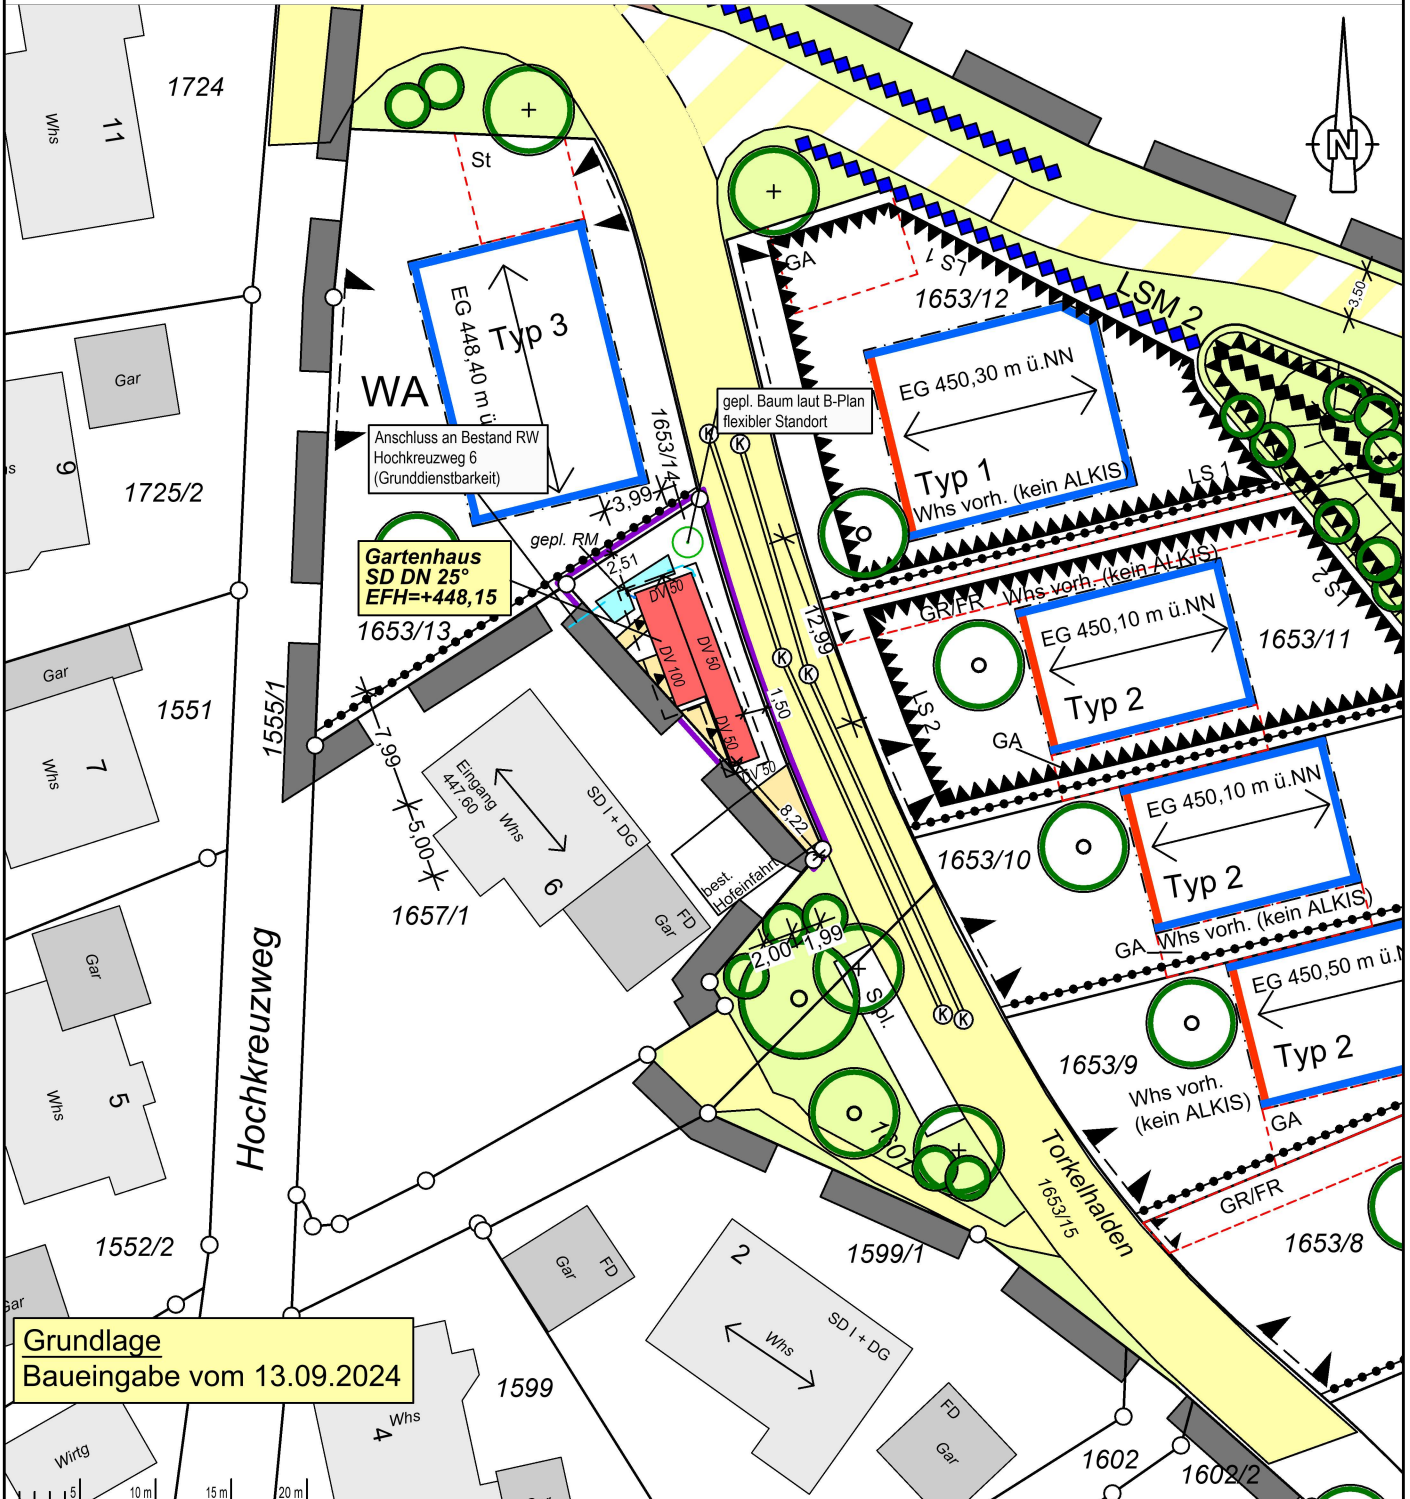 1724
11
Whs
St
N
GA
LS 1
1653/12
LSM 2
3,50
EG 448,40 m ü
Typ 3
EG 450,30 m ü.NN
Gar
WA
gepl. Baum laut B-Plan
flexibler Standort
Anschluss an Bestand RW
Hochkreuzweg 6
(Grunddienstbarkeit)
1653/14
Typ 1
Whs vorh. (kein ALKIS)
LS 1
9
1725/2
3,99
gepl. RM
2,51
Gartenhaus
SD DN 25°
EFH=+448,15
1653/13
DV 50
DV 50
DV 100
DV 50
DV 50
12,99
1,50
GR/FR
Whs vorh. (kein ALKIS)
EG 450,10 m ü.NN
Typ 2
LS 2
LS 2
1653/11
GA
Gar
1551
1555/1
7
Whs
7,99
5,00
Eingang
447.60
Whs
SD I + DG
6
8,22
best.
Hofeinfahrt
FD
Gar
1657/1
EG 450,10 m ü.NN
Typ 2
1653/10
Whs vorh. (kein ALKIS)
GA
EG 450,50 m ü.N
Typ 2
K
K
K
K
K
K
2,00
1,99
Spl.
Gar
5
Whs
Hochkreuzweg
1653/9
Whs vorh.
(kein ALKIS)
GA
GR/FR
1601
Torkelhalden
1653/15
1653/8
1552/2
Gar
FD
2
1599/1
SD I + DG
Whs
Gar
Grundlage
Baueingabe vom 13.09.2024
1599
4
Whs
FD
Gar
Wirtg
1602
1602/2
5
10 m
15 m
20 m